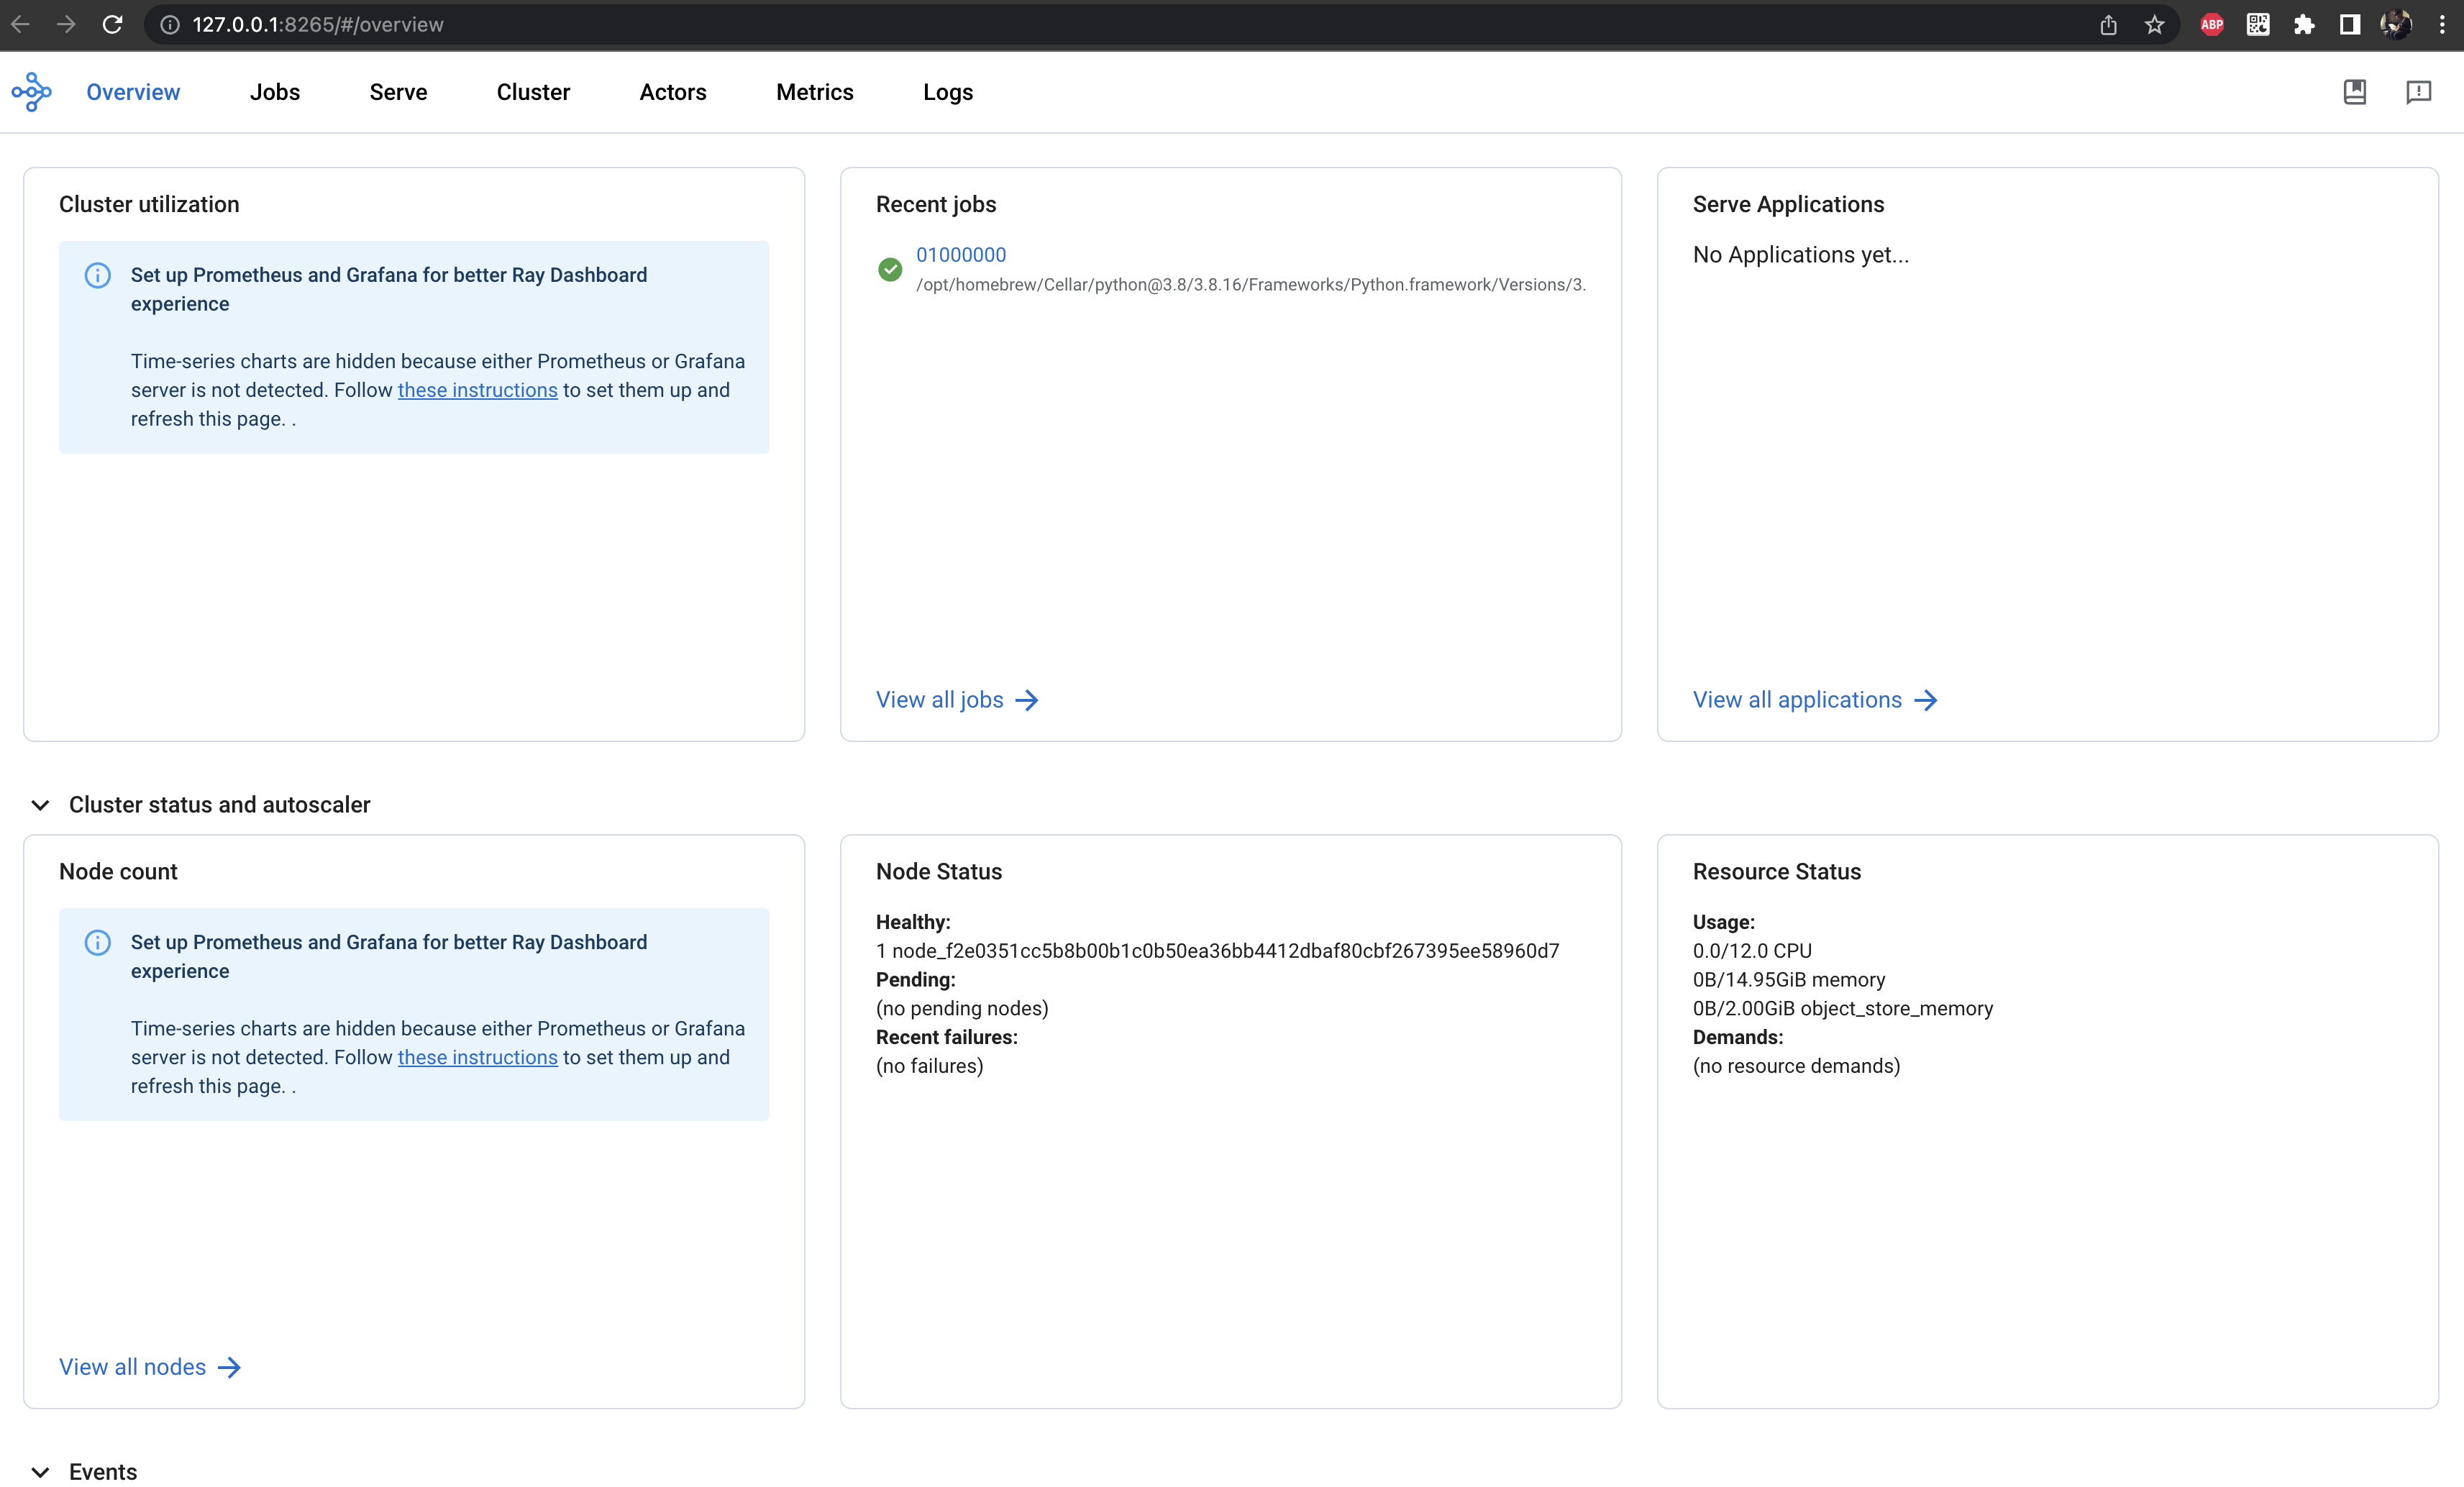 127.0.0.1:8265/#/overview
ABP
Overview
Jobs
Serve
Cluster
Actors
Metrics
Logs
Cluster utilization
Set up Prometheus and Grafana for better Ray Dashboard
experience
Time-series charts are hidden because either Prometheus or Grafana
server is not detected. Follow these instructions to set them up and
refresh this page. .
Recent jobs
01000000
/opt/homebrew/Cellar/python@3.8/3.8.16/Frameworks/Python.framework/Versions/3.
View all jobs
Serve Applications
No Applications yet...
View all applications
Cluster status and autoscaler
Node count
Set up Prometheus and Grafana for better Ray Dashboard
experience
Time-series charts are hidden because either Prometheus or Grafana
server is not detected. Follow these instructions to set them up and
refresh this page. .
View all nodes
Node Status
Healthy:
1 node_f2e0351cc5b8b00b1c0b50ea36bb4412dbaf80cbf267395ee58960d7
Pending:
(no pending nodes)
Recent failures:
(no failures)
Resource Status
Usage:
0.0/12.0 CPU
0B/14.95GiB memory
0B/2.00GiB object_store_memory
Demands:
(no resource demands)
Events